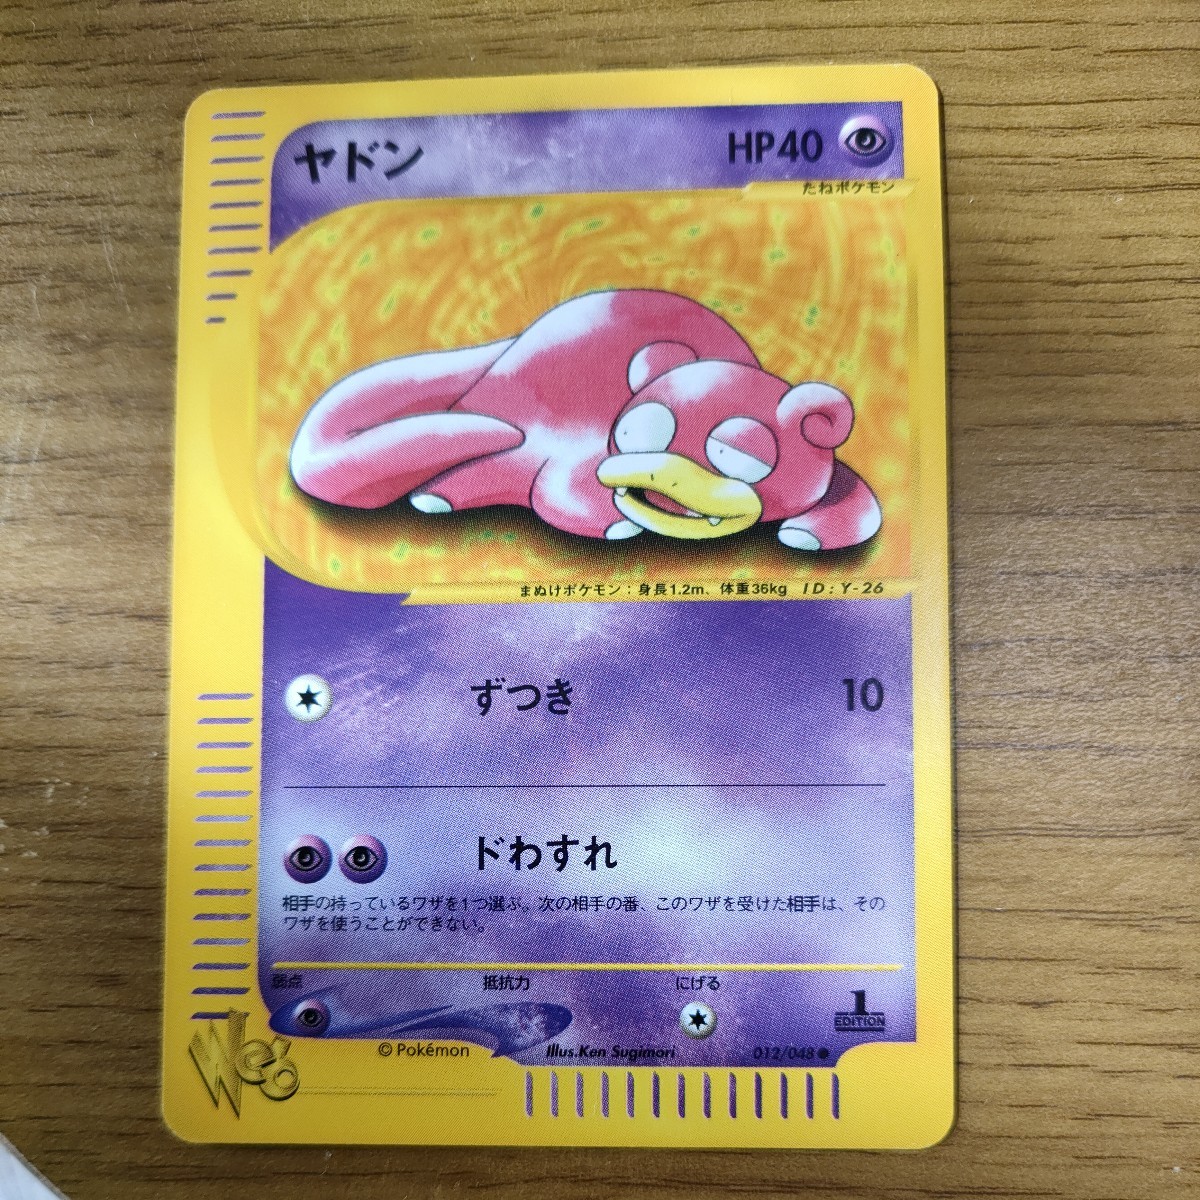 ヤドン HP40
たねポケモン
まぬけポケモン：身長1.2m、体重36kg ID:Y-26
ずつき 10
ドわすれ
相手の持っているワザを1つ選ぶ。次の相手の番、このワザを受けた相手は、その
ワザを使うことができない。
弱点 抵抗力 にげる
1
EDITION
Web
©Pokémon Illus.Ken Sugimori 012/048●